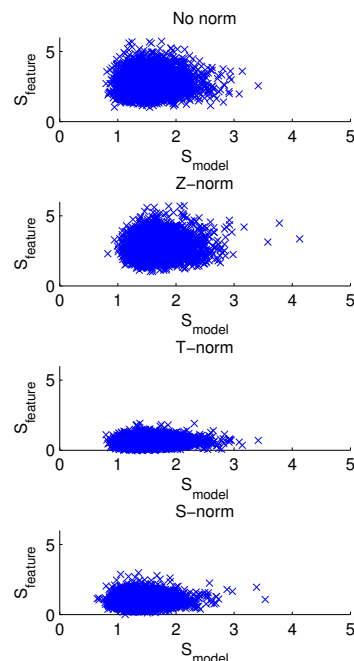 No norm
5
S_feature
0
0 1 2 3 4 5
S_model
Z−norm
5
S_feature
0
0 1 2 3 4 5
S_model
T−norm
5
S_feature
0
0 1 2 3 4 5
S_model
S−norm
5
S_feature
0
0 1 2 3 4 5
S_model